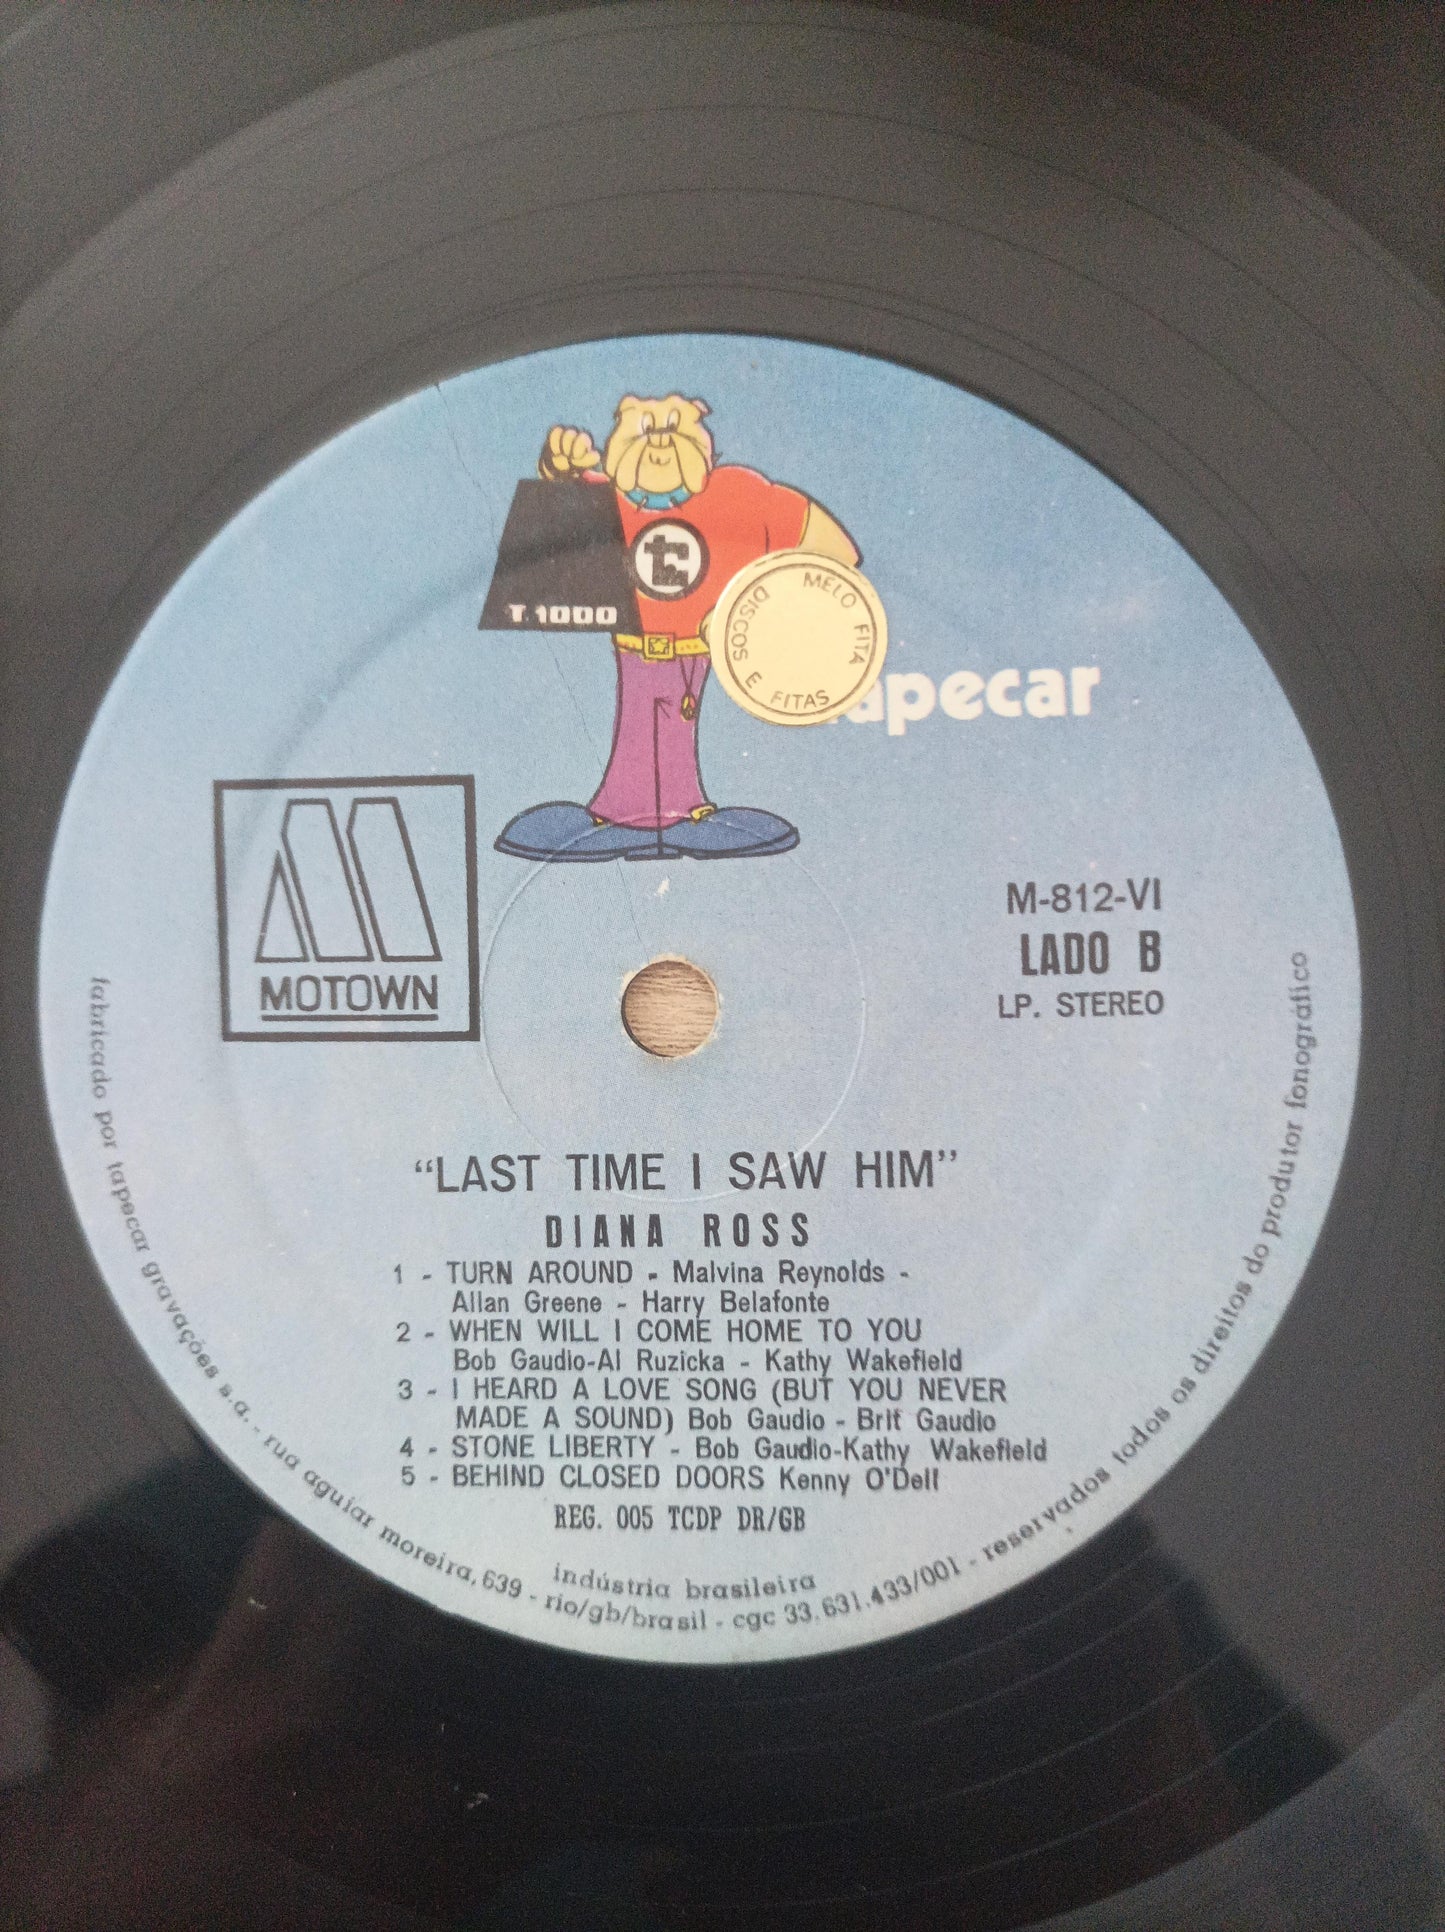 T.1000
MELO FITA
DISCOS E FITAS
apecar
MOTOWN
M-812-VI
LADO B
LP. STEREO
"LAST TIME I SAW HIM"
DIANA ROSS
1 - TURN AROUND - Malvina Reynolds -
Allan Greene - Harry Belafonte
2 - WHEN WILL I COME HOME TO YOU
Bob Gaudio-Al Ruzicka - Kathy Wakefield
3 - I HEARD A LOVE SONG (BUT YOU NEVER
MADE A SOUND) Bob Gaudio - Brit Gaudio
4 - STONE LIBERTY - Bob Gaudio-Kathy Wakefield
5 - BEHIND CLOSED DOORS Kenny O'Dell
REG. 005 TCDP DR/GB
indústria brasileira
fabricado por tapecar gravações s.a. - rua aguiar moreira, 639 - rio/gb/brasil - cgc 33.631.433/001 - reservados todos os direitos do produtor fonográfico